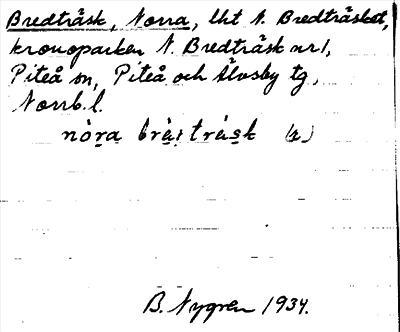 Bredträsk, Norra, lht N. Bredträsket,
kronoparken N. Bredträsk nr 1,
Piteå sn, Piteå och Älvsby tg,
Norrb. l.
nòra brä̀i trásk
B. Nygren 1934.